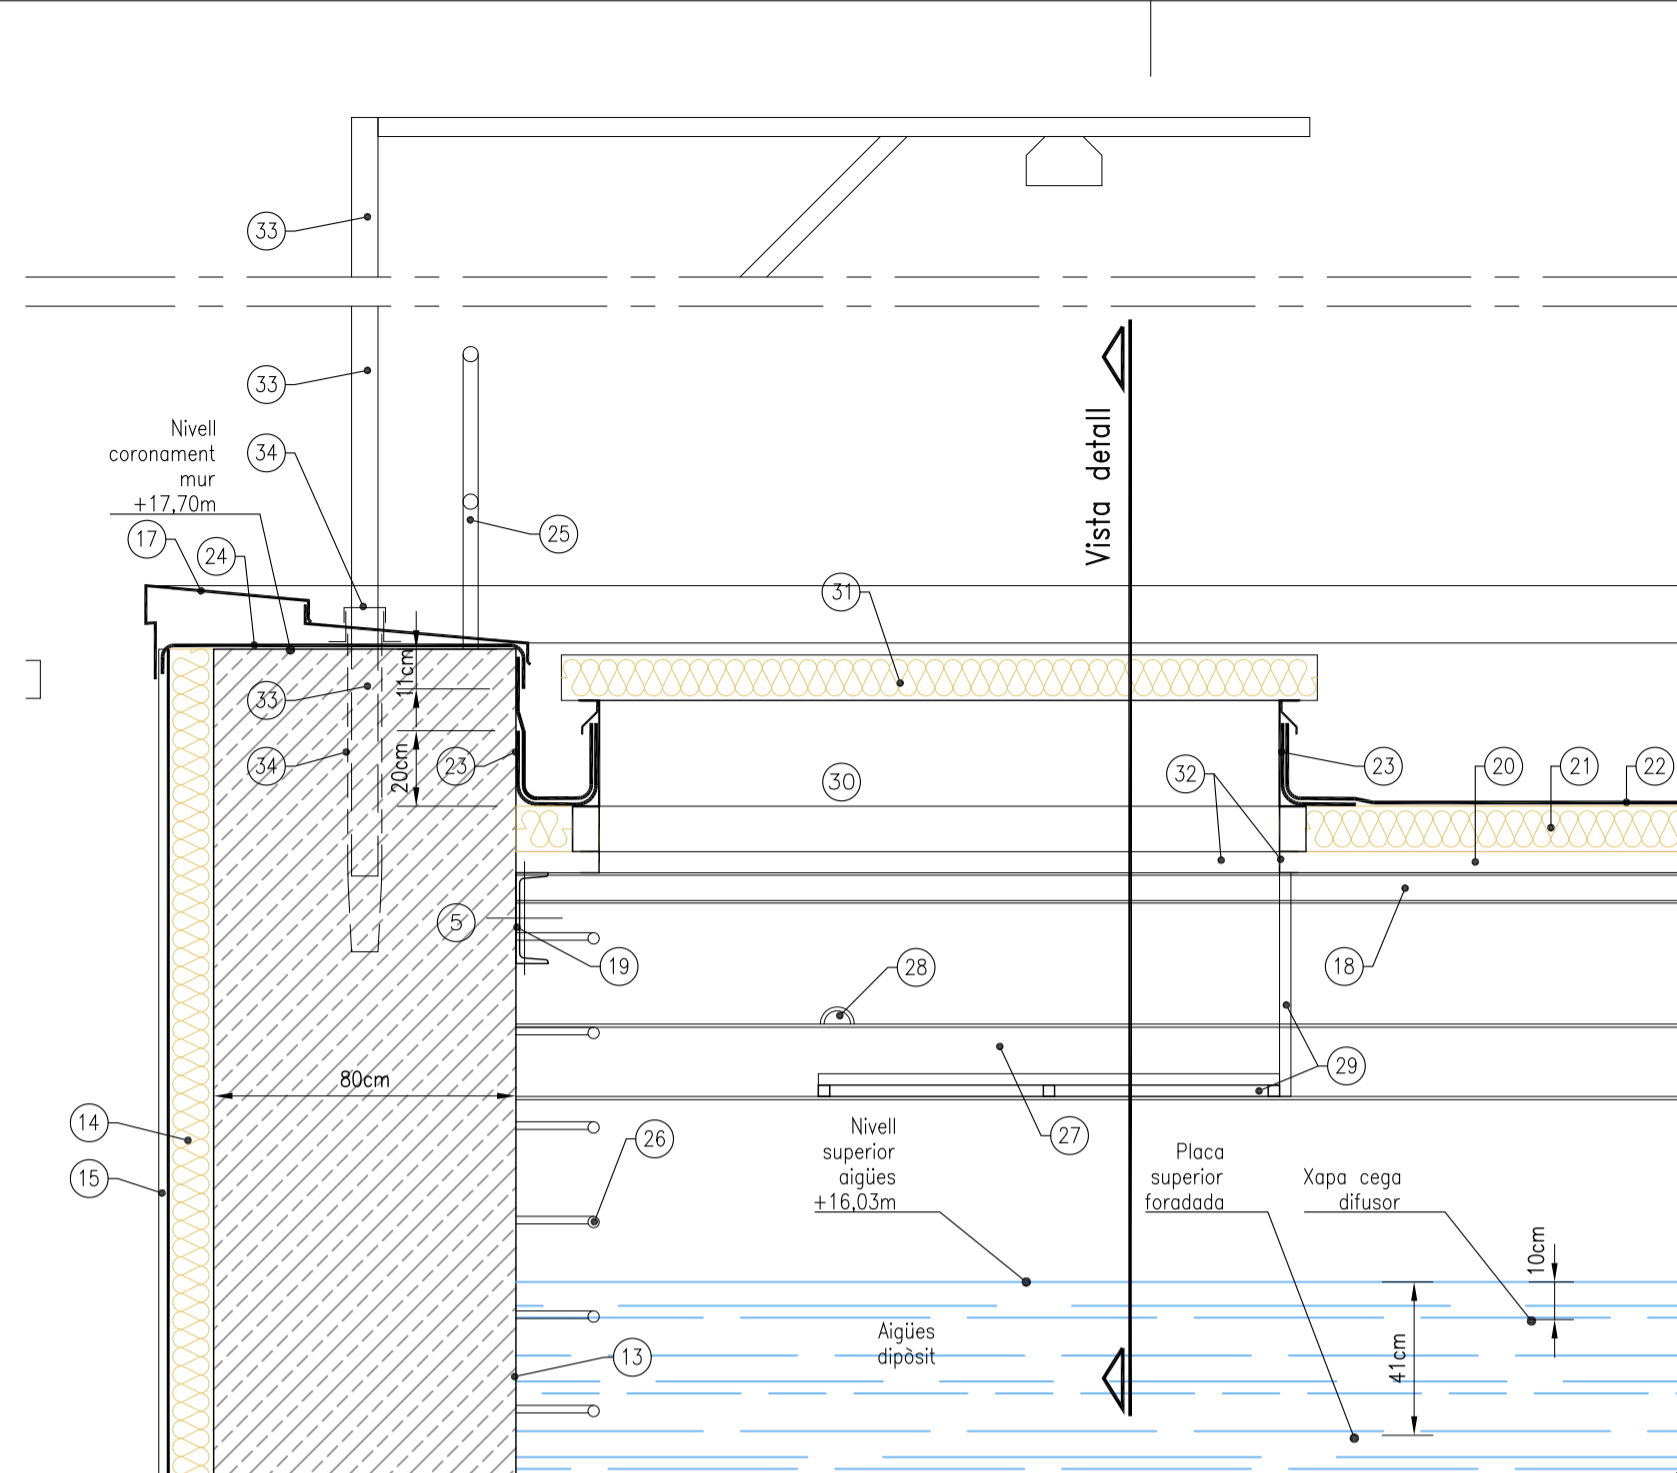 33
33
Nivell
coronament
mur
+17,70m
34
17
24
25
Vista detall
31
11cm
33
20cm
34
23
30
32
23
20
21
22
5
19
28
18
80cm
29
14
15
26
27
Nivell
superior
aigües
+16,03m
Placa
superior
foradada
Xapa cega
difusor
10cm
Aigües
dipòsit
41cm
13